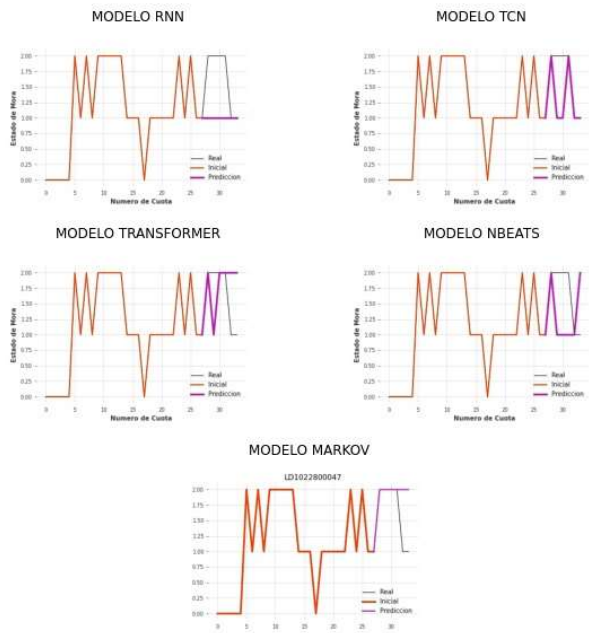 MODELO RNN
2.00
1.75
1.50
1.25
1.00
0.75
0.50
0.25
0.00
Estado de Mora
Real
Inicial
Prediccion
0 5 10 15 20 25 30
Numero de Cuota
MODELO TCN
2.00
1.75
1.50
1.25
1.00
0.75
0.50
0.25
0.00
Estado de Mora
Real
Inicial
Prediccion
0 5 10 15 20 25 30
Numero de Cuota
MODELO TRANSFORMER
2.00
1.75
1.50
1.25
1.00
0.75
0.50
0.25
0.00
Estado de Mora
Real
Inicial
Prediccion
0 5 10 15 20 25 30
Numero de Cuota
MODELO NBEATS
2.00
1.75
1.50
1.25
1.00
0.75
0.50
0.25
0.00
Estado de Mora
Real
Inicial
Prediccion
0 5 10 15 20 25 30
Numero de Cuota
MODELO MARKOV
LD1022800047
2.00
1.75
1.50
1.25
1.00
0.75
0.50
0.25
0.00
Real
Inicial
Prediccion
0 5 10 15 20 25 30